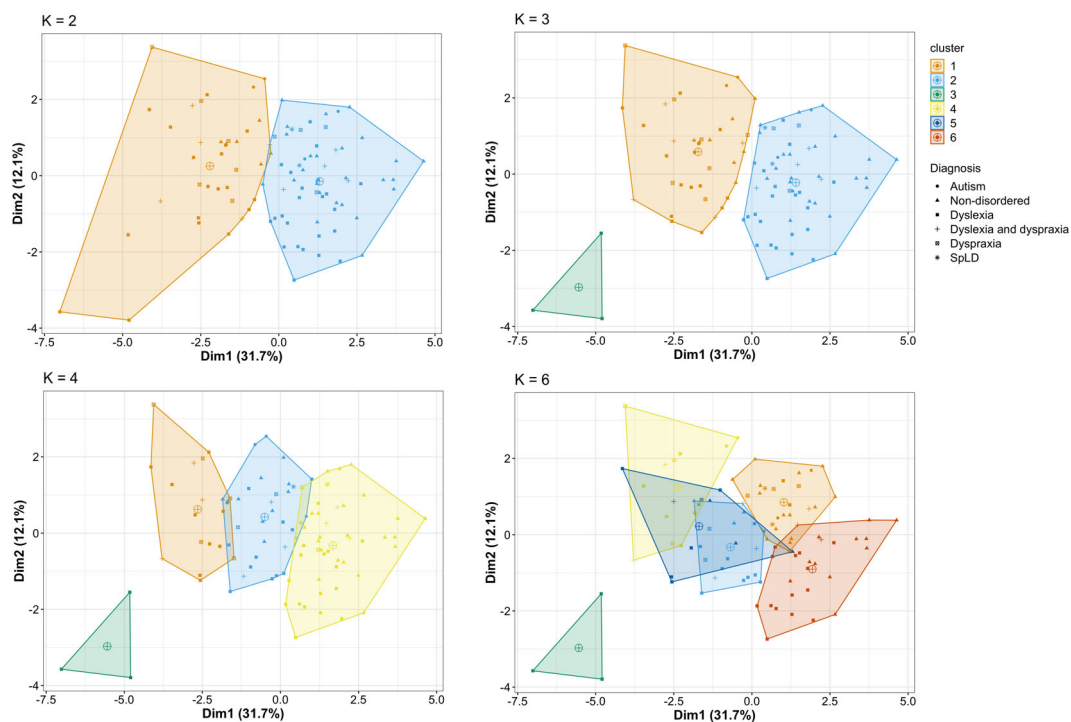 K = 2
2
0
-2
-4
Dim2 (12.1%)
-7.5 -5.0 -2.5 0.0 2.5 5.0
Dim1 (31.7%)
K = 3
2
0
-2
-4
Dim2 (12.1%)
-7.5 -5.0 -2.5 0.0 2.5 5.0
Dim1 (31.7%)
cluster
1
2
3
4
5
6
Diagnosis
Autism
Non-disordered
Dyslexia
Dyslexia and dyspraxia
Dyspraxia
SpLD
K = 4
2
0
-2
-4
Dim2 (12.1%)
-7.5 -5.0 -2.5 0.0 2.5 5.0
Dim1 (31.7%)
K = 6
2
0
-2
-4
Dim2 (12.1%)
-7.5 -5.0 -2.5 0.0 2.5 5.0
Dim1 (31.7%)